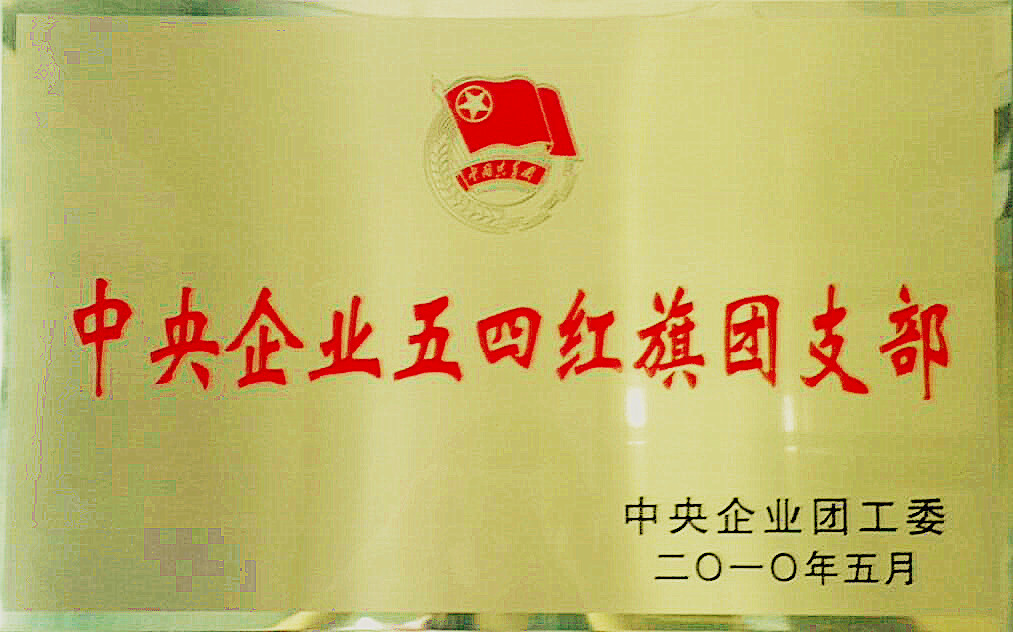 中国共青团
中央企业五四红旗团支部
中央企业团工委
二〇一〇年五月